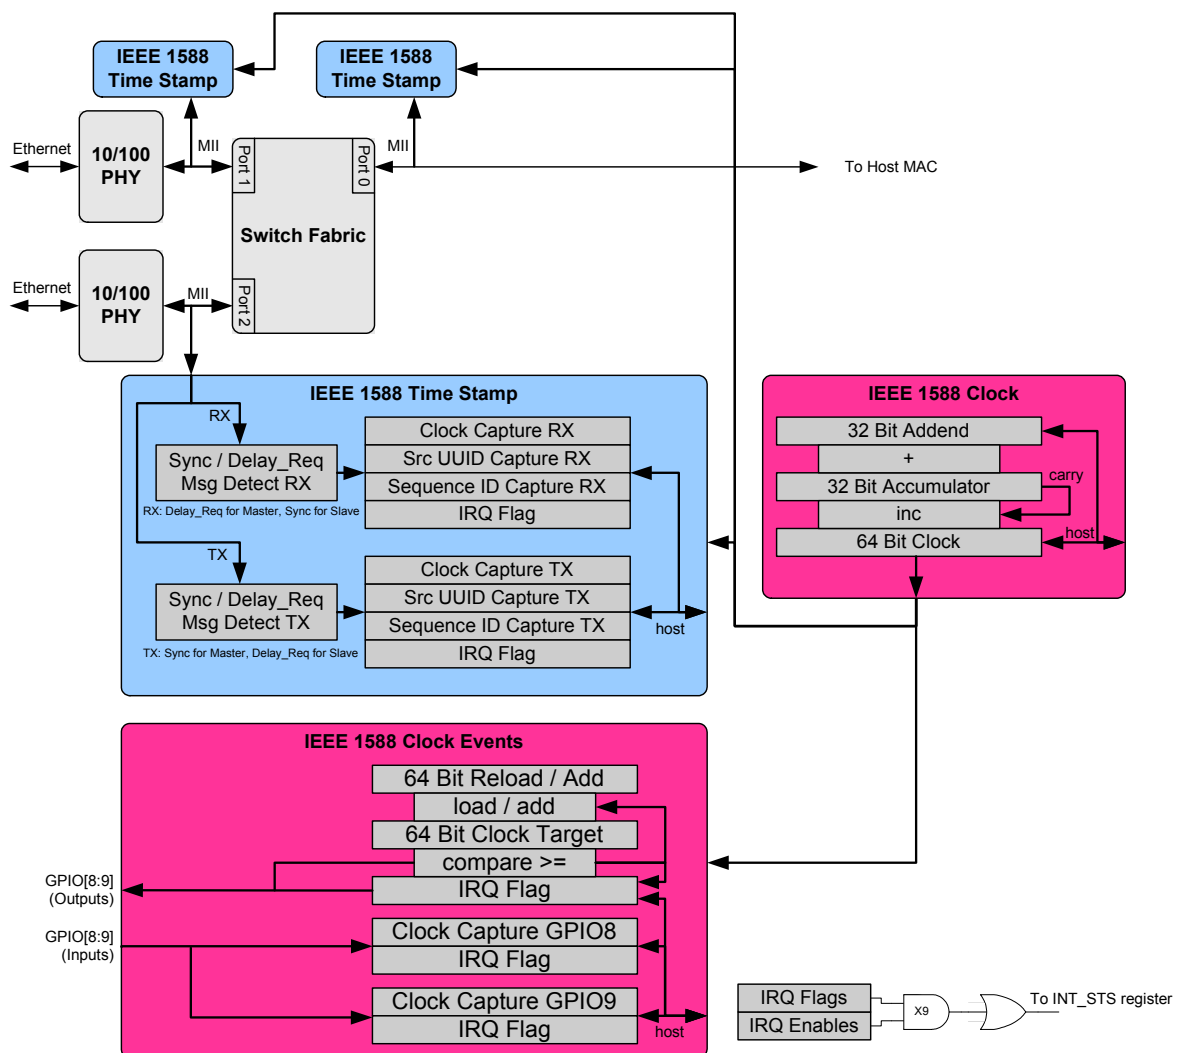 IEEE 1588
Time Stamp
IEEE 1588
Time Stamp
Ethernet
10/100
PHY
MII
Port 1
Port 0
MII
To Host MAC
Switch Fabric
Ethernet
10/100
PHY
MII
Port 2
IEEE 1588 Time Stamp
RX
Sync / Delay_Req
Msg Detect RX
RX: Delay_Req for Master, Sync for Slave
Clock Capture RX
Src UUID Capture RX
Sequence ID Capture RX
IRQ Flag
TX
Sync / Delay_Req
Msg Detect TX
TX: Sync for Master, Delay_Req for Slave
Clock Capture TX
Src UUID Capture TX
Sequence ID Capture TX
IRQ Flag
host
IEEE 1588 Clock
32 Bit Addend
+
carry
32 Bit Accumulator
inc
host
64 Bit Clock
IEEE 1588 Clock Events
64 Bit Reload / Add
load / add
64 Bit Clock Target
compare >=
IRQ Flag
GPIO[8:9]
(Outputs)
GPIO[8:9]
(Inputs)
Clock Capture GPIO8
IRQ Flag
Clock Capture GPIO9
IRQ Flag
host
IRQ Flags
IRQ Enables
X9
To INT_STS register